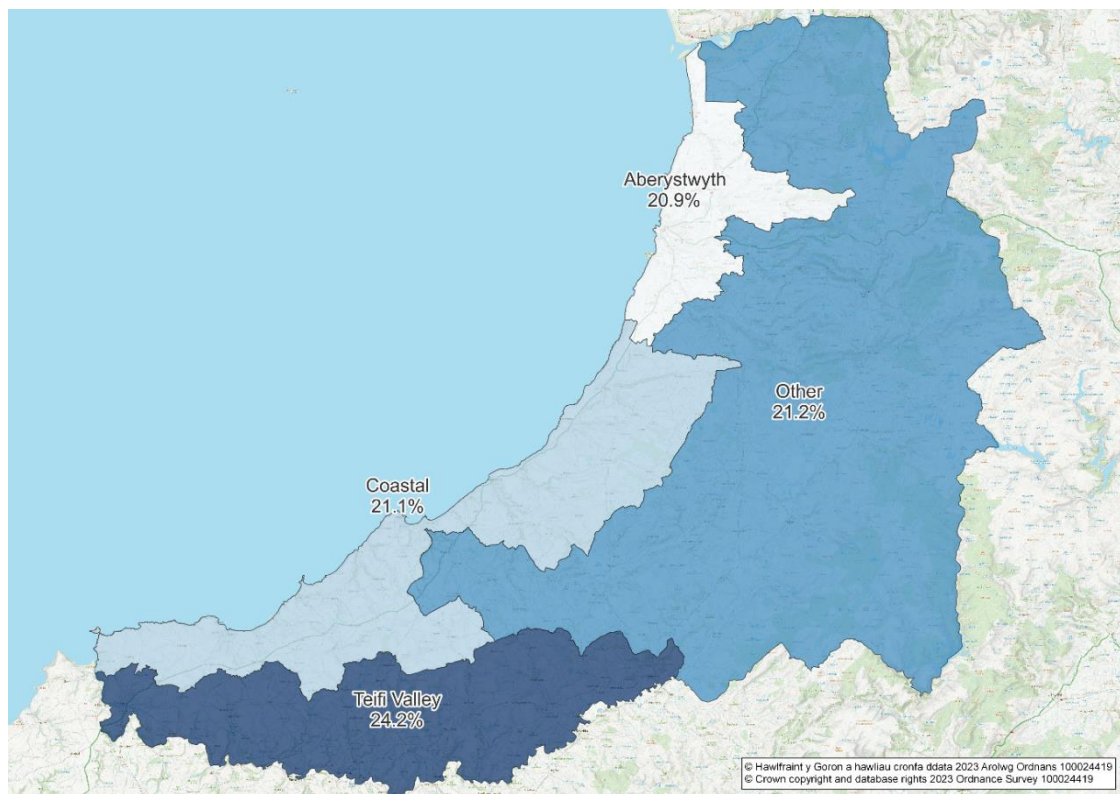 Aberystwyth
20.9%
Other
21.2%
Coastal
21.1%
Teifi Valley
24.2%
© Hawlfraint y Goron a hawliau cronfa ddata 2023 Arolwg Ordnans 100024419
© Crown copyright and database rights 2023 Ordnance Survey 100024419